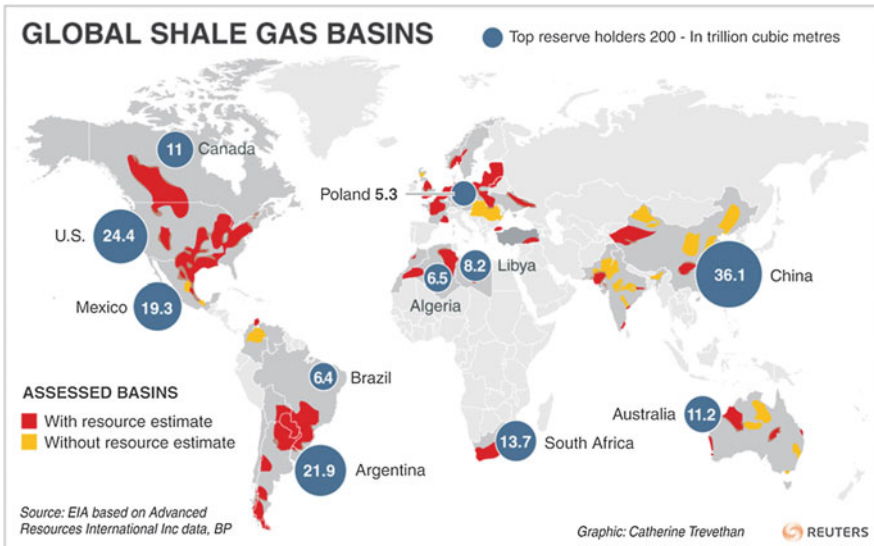 GLOBAL SHALE GAS BASINS
Top reserve holders 200 - In trillion cubic metres
11 Canada
Poland 5.3
U.S. 24.4
8.2 Libya
6.5
Algeria
36.1 China
Mexico 19.3
6.4 Brazil
ASSESSED BASINS
With resource estimate
Without resource estimate
Australia 11.2
13.7 South Africa
21.9 Argentina
Source: EIA based on Advanced
Resources International Inc data, BP
Graphic: Catherine Trevethan
REUTERS